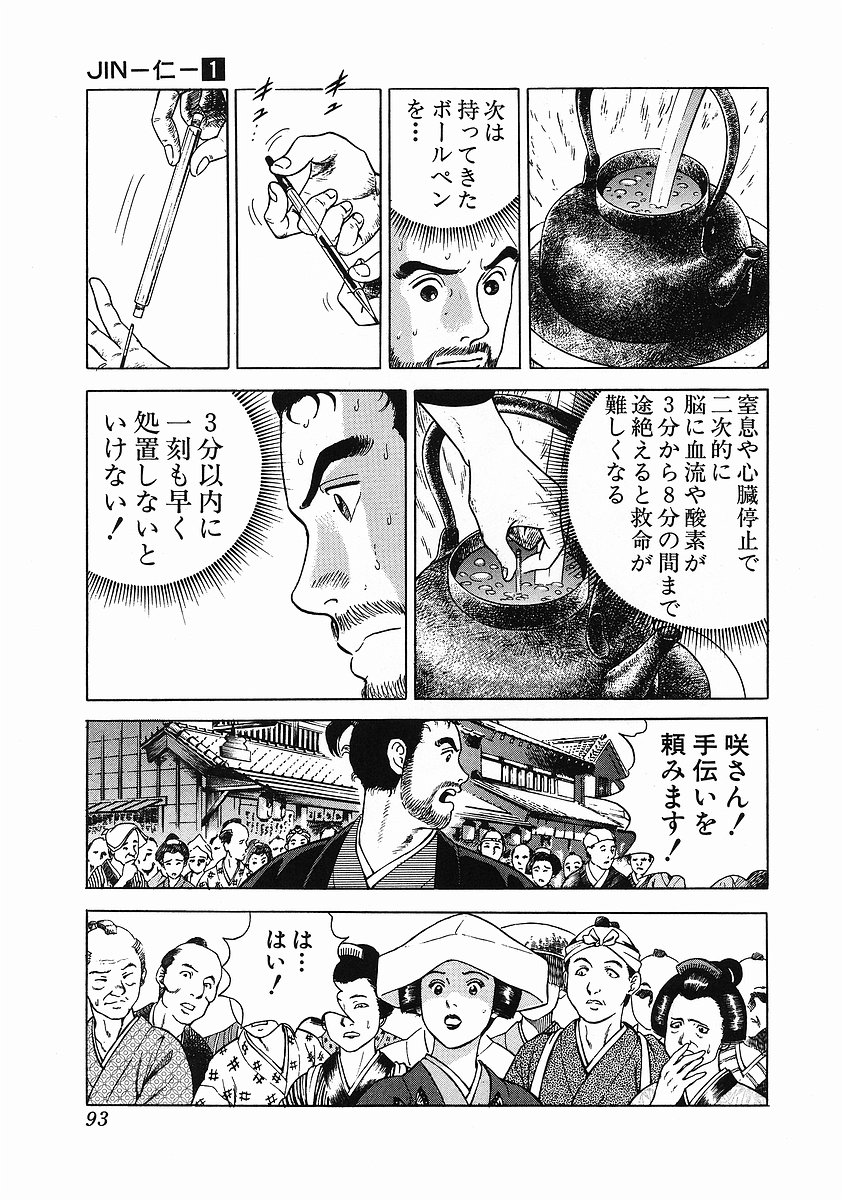 JIN－仁－1
次は
持ってきた
ボールペン
を…
キュ
キュ…
窒息や心臓停止で
二次的に
脳に血流や酸素が
3分から8分の間まで
途絶えると救命が
難しくなる
3分以内に
一刻も早く
処置しないと
いけない！
咲さん！
手伝いを
頼みます！
は…
はい！
93